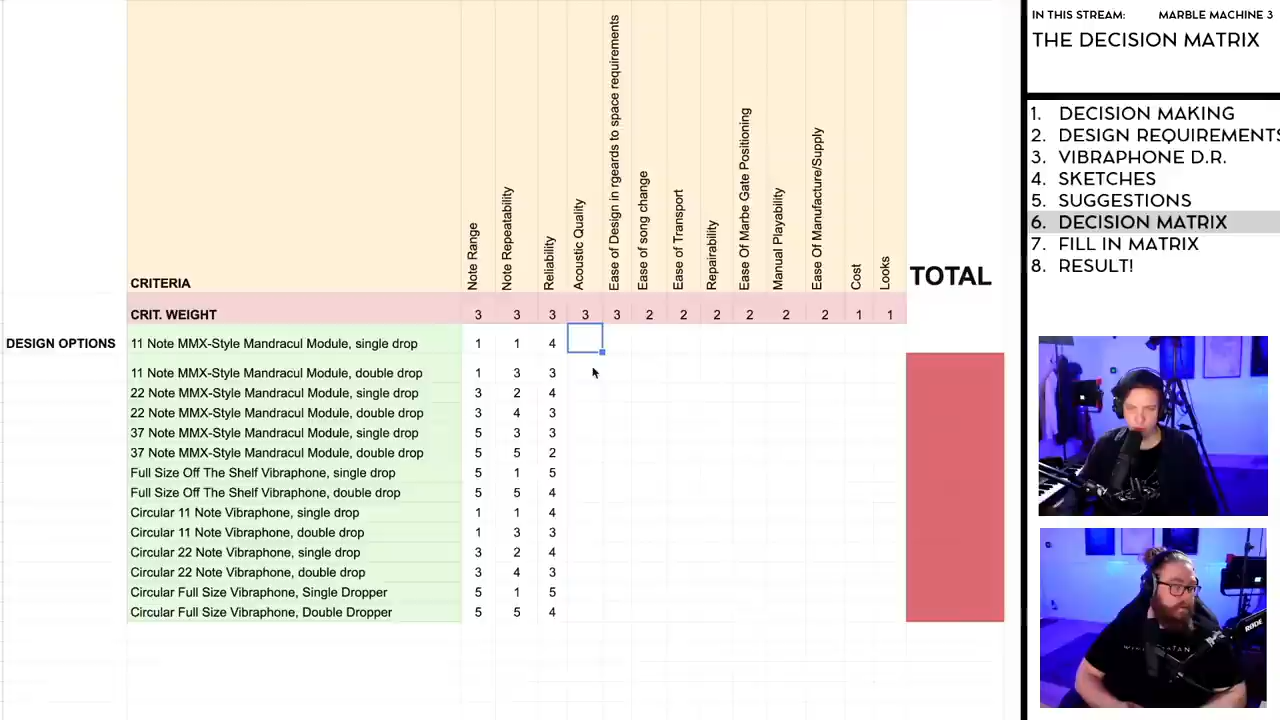 IN THIS STREAM: MARBLE MACHINE 3
THE DECISION MATRIX
1. DECISION MAKING
2. DESIGN REQUIREMENTS
3. VIBRAPHONE D.R.
4. SKETCHES
5. SUGGESTIONS
6. DECISION MATRIX
7. FILL IN MATRIX
8. RESULT!
CRITERIA
Note Range
Note Repeatability
Reliability
Acoustic Quality
Ease of Design in rgeards to space requirements
Ease of song change
Ease of Transport
Repairability
Ease Of Marbe Gate Positioning
Manual Playability
Ease Of Manufacture/Supply
Cost
Looks
TOTAL
CRIT. WEIGHT 3 3 3 3 3 2 2 2 2 2 2 1 1
DESIGN OPTIONS 11 Note MMX-Style Mandracul Module, single drop 1 1 4
11 Note MMX-Style Mandracul Module, double drop 1 3 3
22 Note MMX-Style Mandracul Module, single drop 3 2 4
22 Note MMX-Style Mandracul Module, double drop 3 4 3
37 Note MMX-Style Mandracul Module, single drop 5 3 3
37 Note MMX-Style Mandracul Module, double drop 5 5 2
Full Size Off The Shelf Vibraphone, single drop 5 1 5
Full Size Off The Shelf Vibraphone, double drop 5 5 4
Circular 11 Note Vibraphone, single drop 1 1 4
Circular 11 Note Vibraphone, double drop 1 3 3
Circular 22 Note Vibraphone, single drop 3 2 4
Circular 22 Note Vibraphone, double drop 3 4 3
Circular Full Size Vibraphone, Single Dropper 5 1 5
Circular Full Size Vibraphone, Double Dropper 5 5 4
RODE